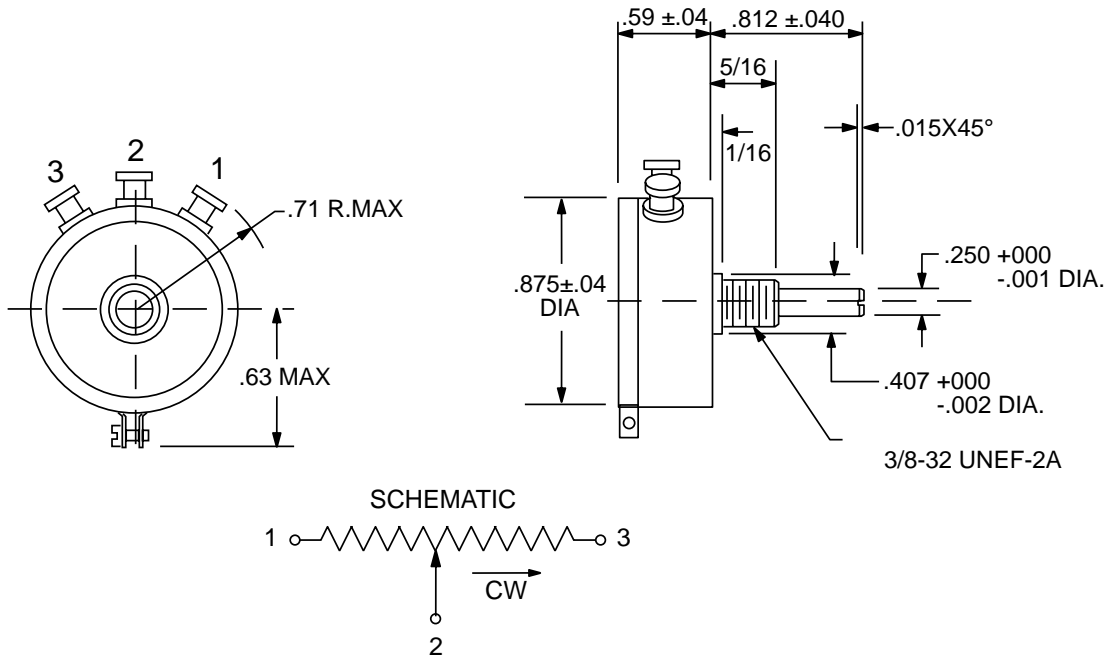 .59 ±.04
.812 ±.040
5/16
.015X45°
1/16
3
2
1
.71 R.MAX
.63 MAX
.875±.04
DIA
.250 +000
-.001 DIA.
.407 +000
-.002 DIA.
3/8-32 UNEF-2A
SCHEMATIC
1
3
CW
2